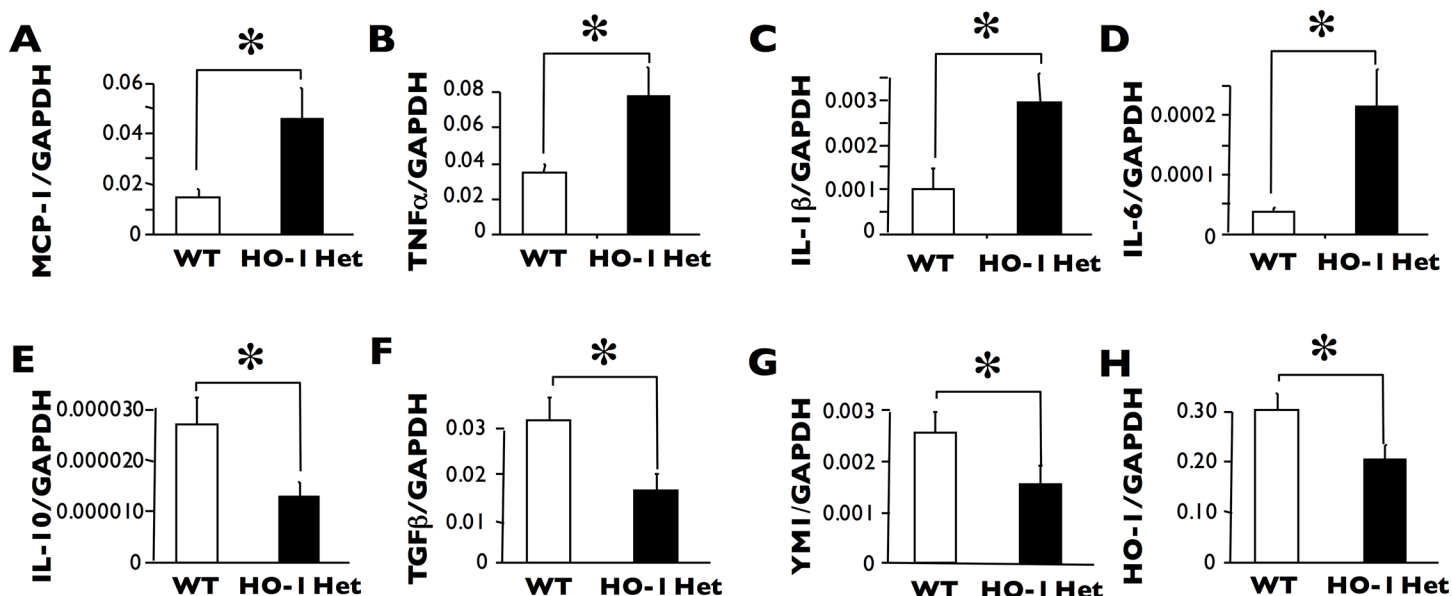 A
MCP-1/GAPDH
0.06
0.04
0.02
0
*
WT HO-1 Het
B
TNFα/GAPDH
0.08
0.06
0.04
0.02
0
*
WT HO-1 Het
C
IL-1β/GAPDH
0.003
0.002
0.001
0
*
WT HO-1 Het
D
IL-6/GAPDH
0.0002
0.0001
0
*
WT HO-1 Het
E
IL-10/GAPDH
0.000030
0.000020
0.000010
0
*
WT HO-1 Het
F
TGFβ/GAPDH
0.03
0.02
0.01
0
*
WT HO-1 Het
G
YM1/GAPDH
0.003
0.002
0.001
0
*
WT HO-1 Het
H
HO-1/GAPDH
0.30
0.20
0.10
0
*
WT HO-1 Het